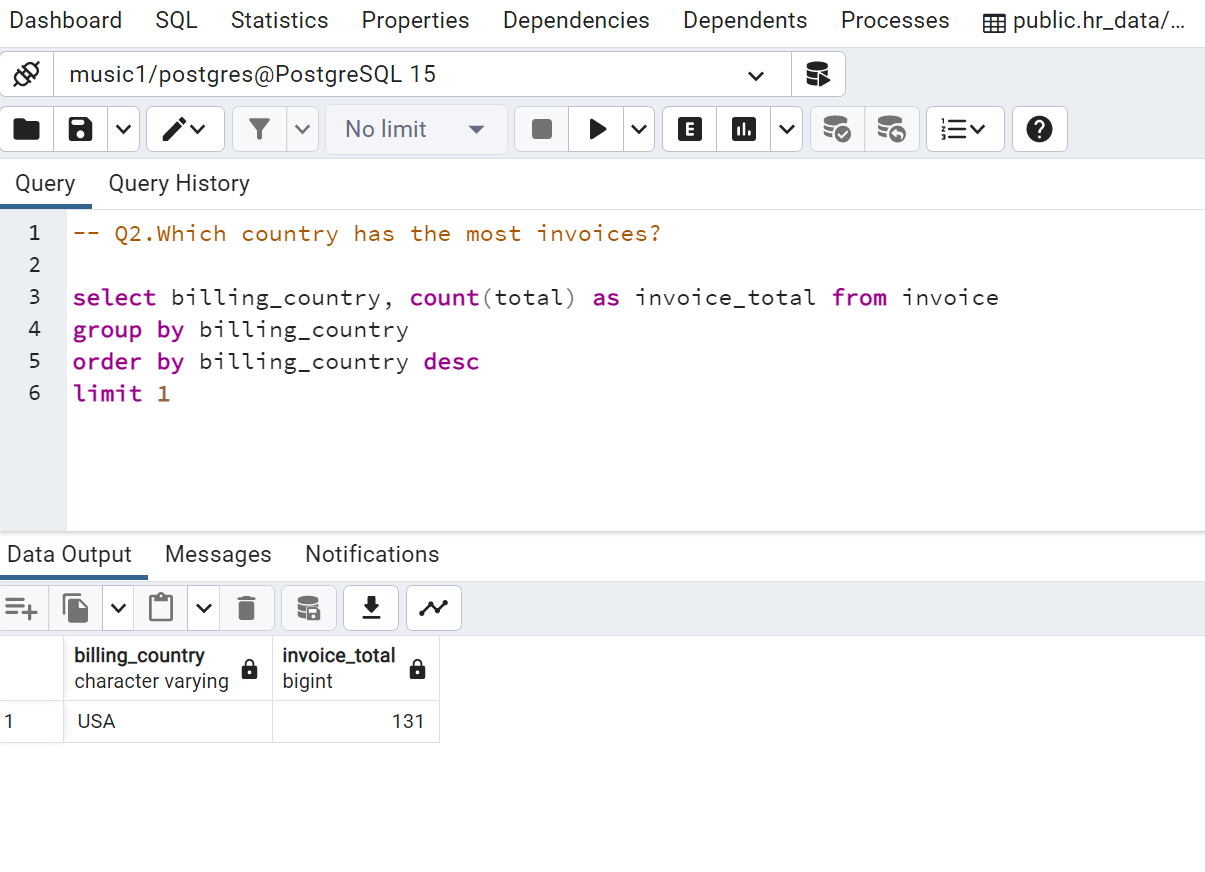 Dashboard SQL Statistics Properties Dependencies Dependents Processes public.hr_data/...
music1/postgres@PostgreSQL 15
No limit
E
Query Query History
1 -- Q2.Which country has the most invoices?
2
3 select billing_country, count(total) as invoice_total from invoice
4 group by billing_country
5 order by billing_country desc
6 limit 1
Data Output Messages Notifications
billing_country invoice_total
character varying bigint
1 USA 131